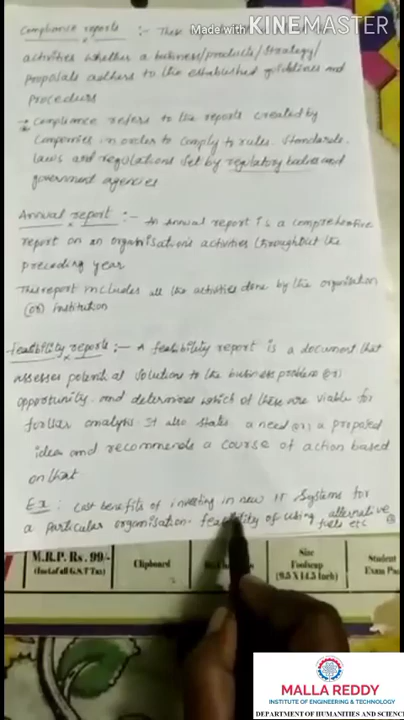 Made with KINEMASTER
Compliance reports :- These
activities whether a business/products/strategy/
proposals adhers to the established guidelines and
procedures
Compliance refers to the reports created by
Companies in order to comply to rules, standards,
laws and regulations set by regulatory bodies and
government agencies
Annual report :- An Annual report is a comprehensive
report on an organisation's activities throughout the
preceding year
This report includes all the activities done by the organisation
(or) institution
Feasibility reports :- A feasibility report is a document that
assesses potential solutions to the business problem (or)
opportunity and determines which of these are viable for
further analysis. It also states a need (or) a proposed
idea and recommends a course of action based
on that
Ex: Cost benefits of investing in new IT Systems for
a particular organisation. feasibility of using alternative
fuels etc
M.R.P. Rs. 99/-
(Incl of all G.S.T Tax)
Clipboard
Size
Foolscap
(9.5 X 14.5 Inch)
Student
Exam Pa
MALLA REDDY
INSTITUTE OF ENGINEERING & TECHNOLOGY
DEPARTMENT OF HUMANITIES AND SCIENC